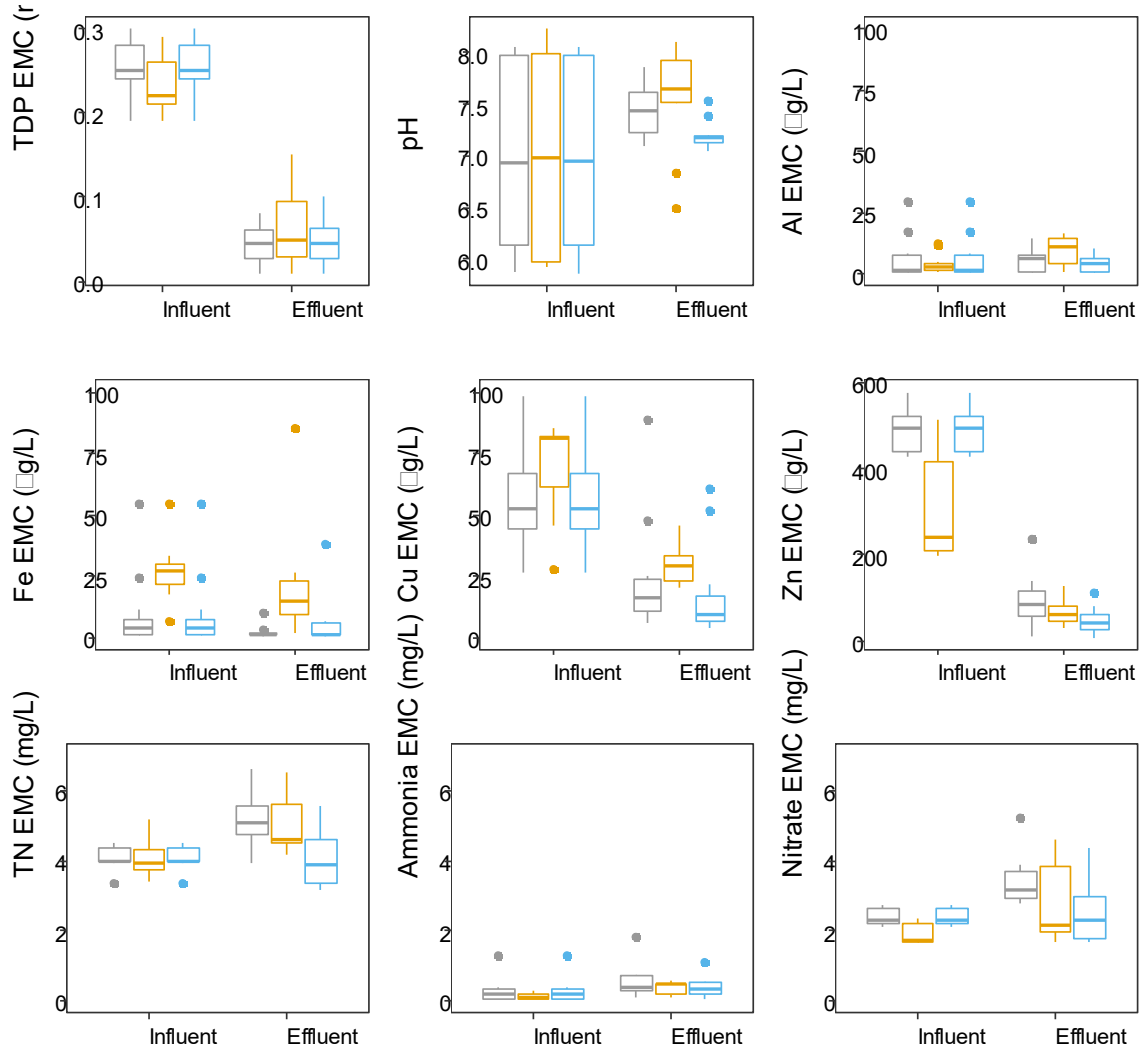 TDP EMC (r
0.3
0.2
0.1
0.0
Influent Effluent
pH
8.0
7.5
7.0
6.5
6.0
Influent Effluent
Al EMC (□g/L)
100
75
50
25
0
Influent Effluent
Fe EMC (□g/L)
100
75
50
25
0
Influent Effluent
Cu EMC (□g/L)
100
75
50
25
0
Influent Effluent
Zn EMC (□g/L)
600
400
200
0
Influent Effluent
TN EMC (mg/L)
6
4
2
0
Influent Effluent
Ammonia EMC (mg/L)
6
4
2
0
Influent Effluent
Nitrate EMC (mg/L)
6
4
2
0
Influent Effluent